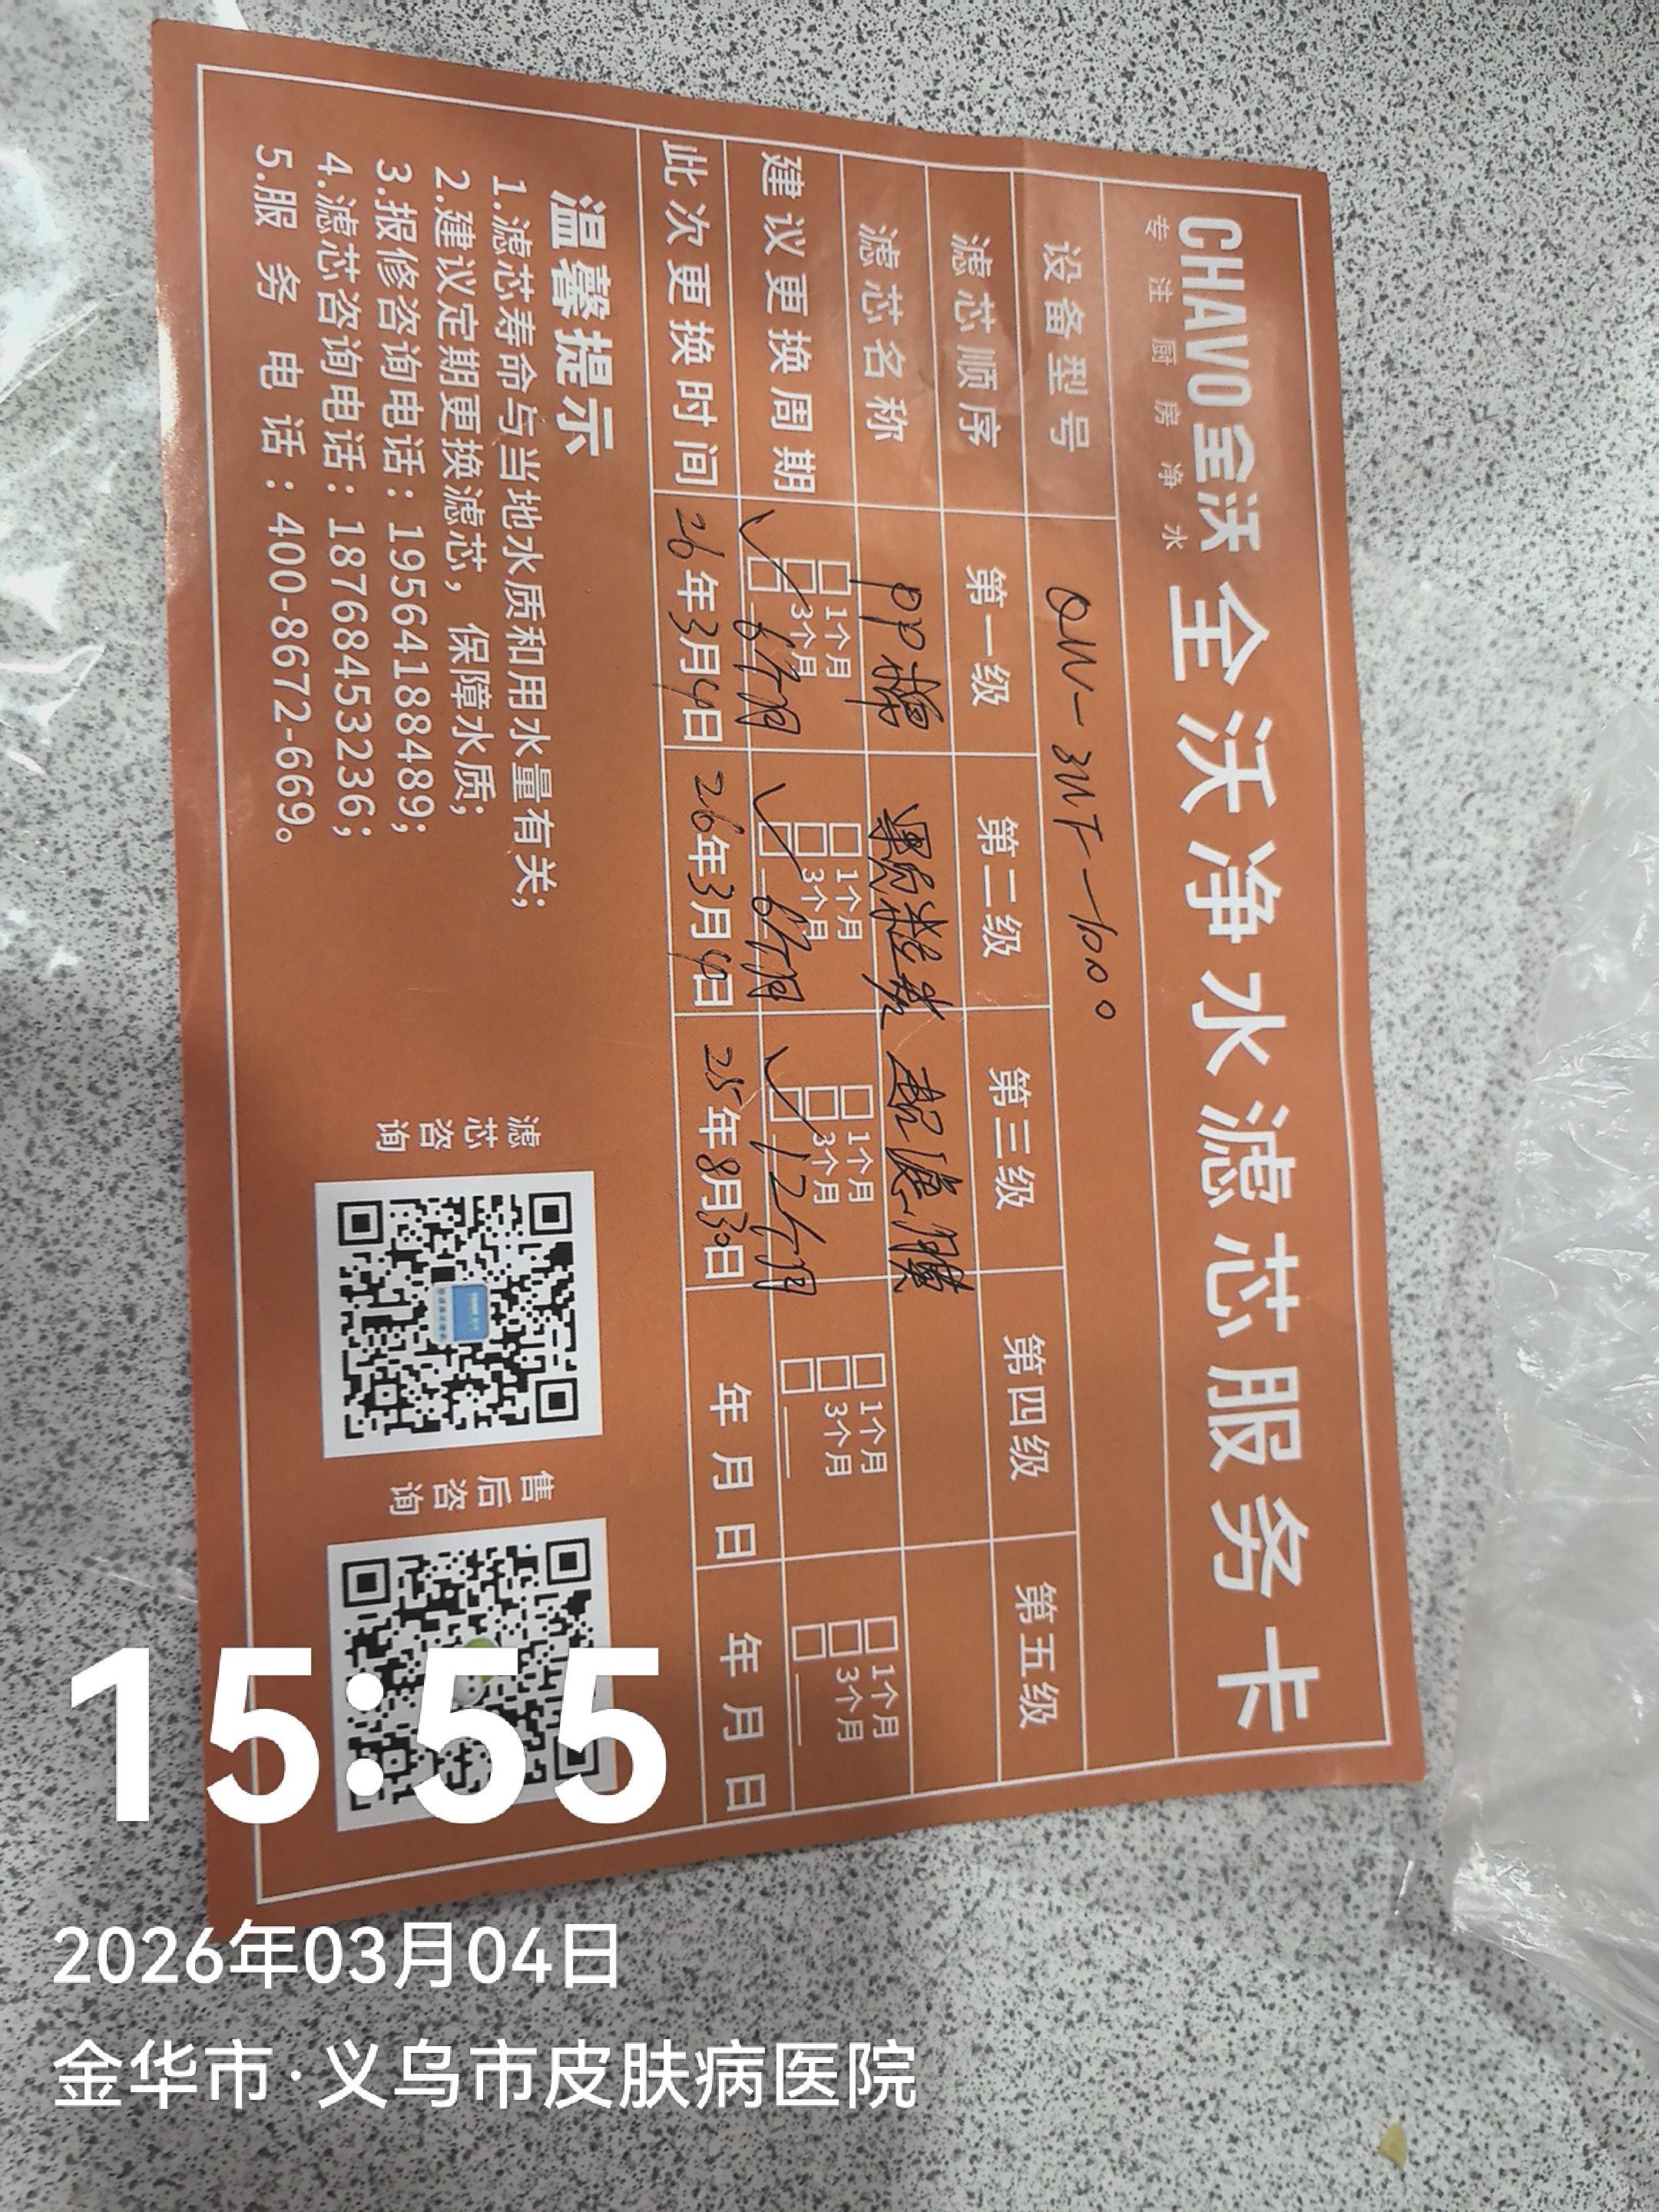 CHAVO全沃 全沃净水滤芯服务卡
专注厨房净水
设备型号 QW-3WF-1000
滤芯顺序 第一级 第二级 第三级 第四级 第五级
滤芯名称 PP棉 果壳粒炭 超滤膜
建议更换周期 1个月 3个月 6个月 1个月 3个月 6个月 1个月 3个月 12个月 1个月 3个月 1个月 3个月
此次更换时间 26年3月4日 26年3月4日 25年8月30日 年 月 日 年 月 日
温馨提示
1.滤芯寿命与当地水质和用水量有关;
2.建议定期更换滤芯，保障水质;
3.报修咨询电话：19564188489;
4.滤芯咨询电话：18768453236;
5.服务电话：400-8672-669。
滤芯咨询
售后咨询
15:55
2026年03月04日
金华市·义乌市皮肤病医院